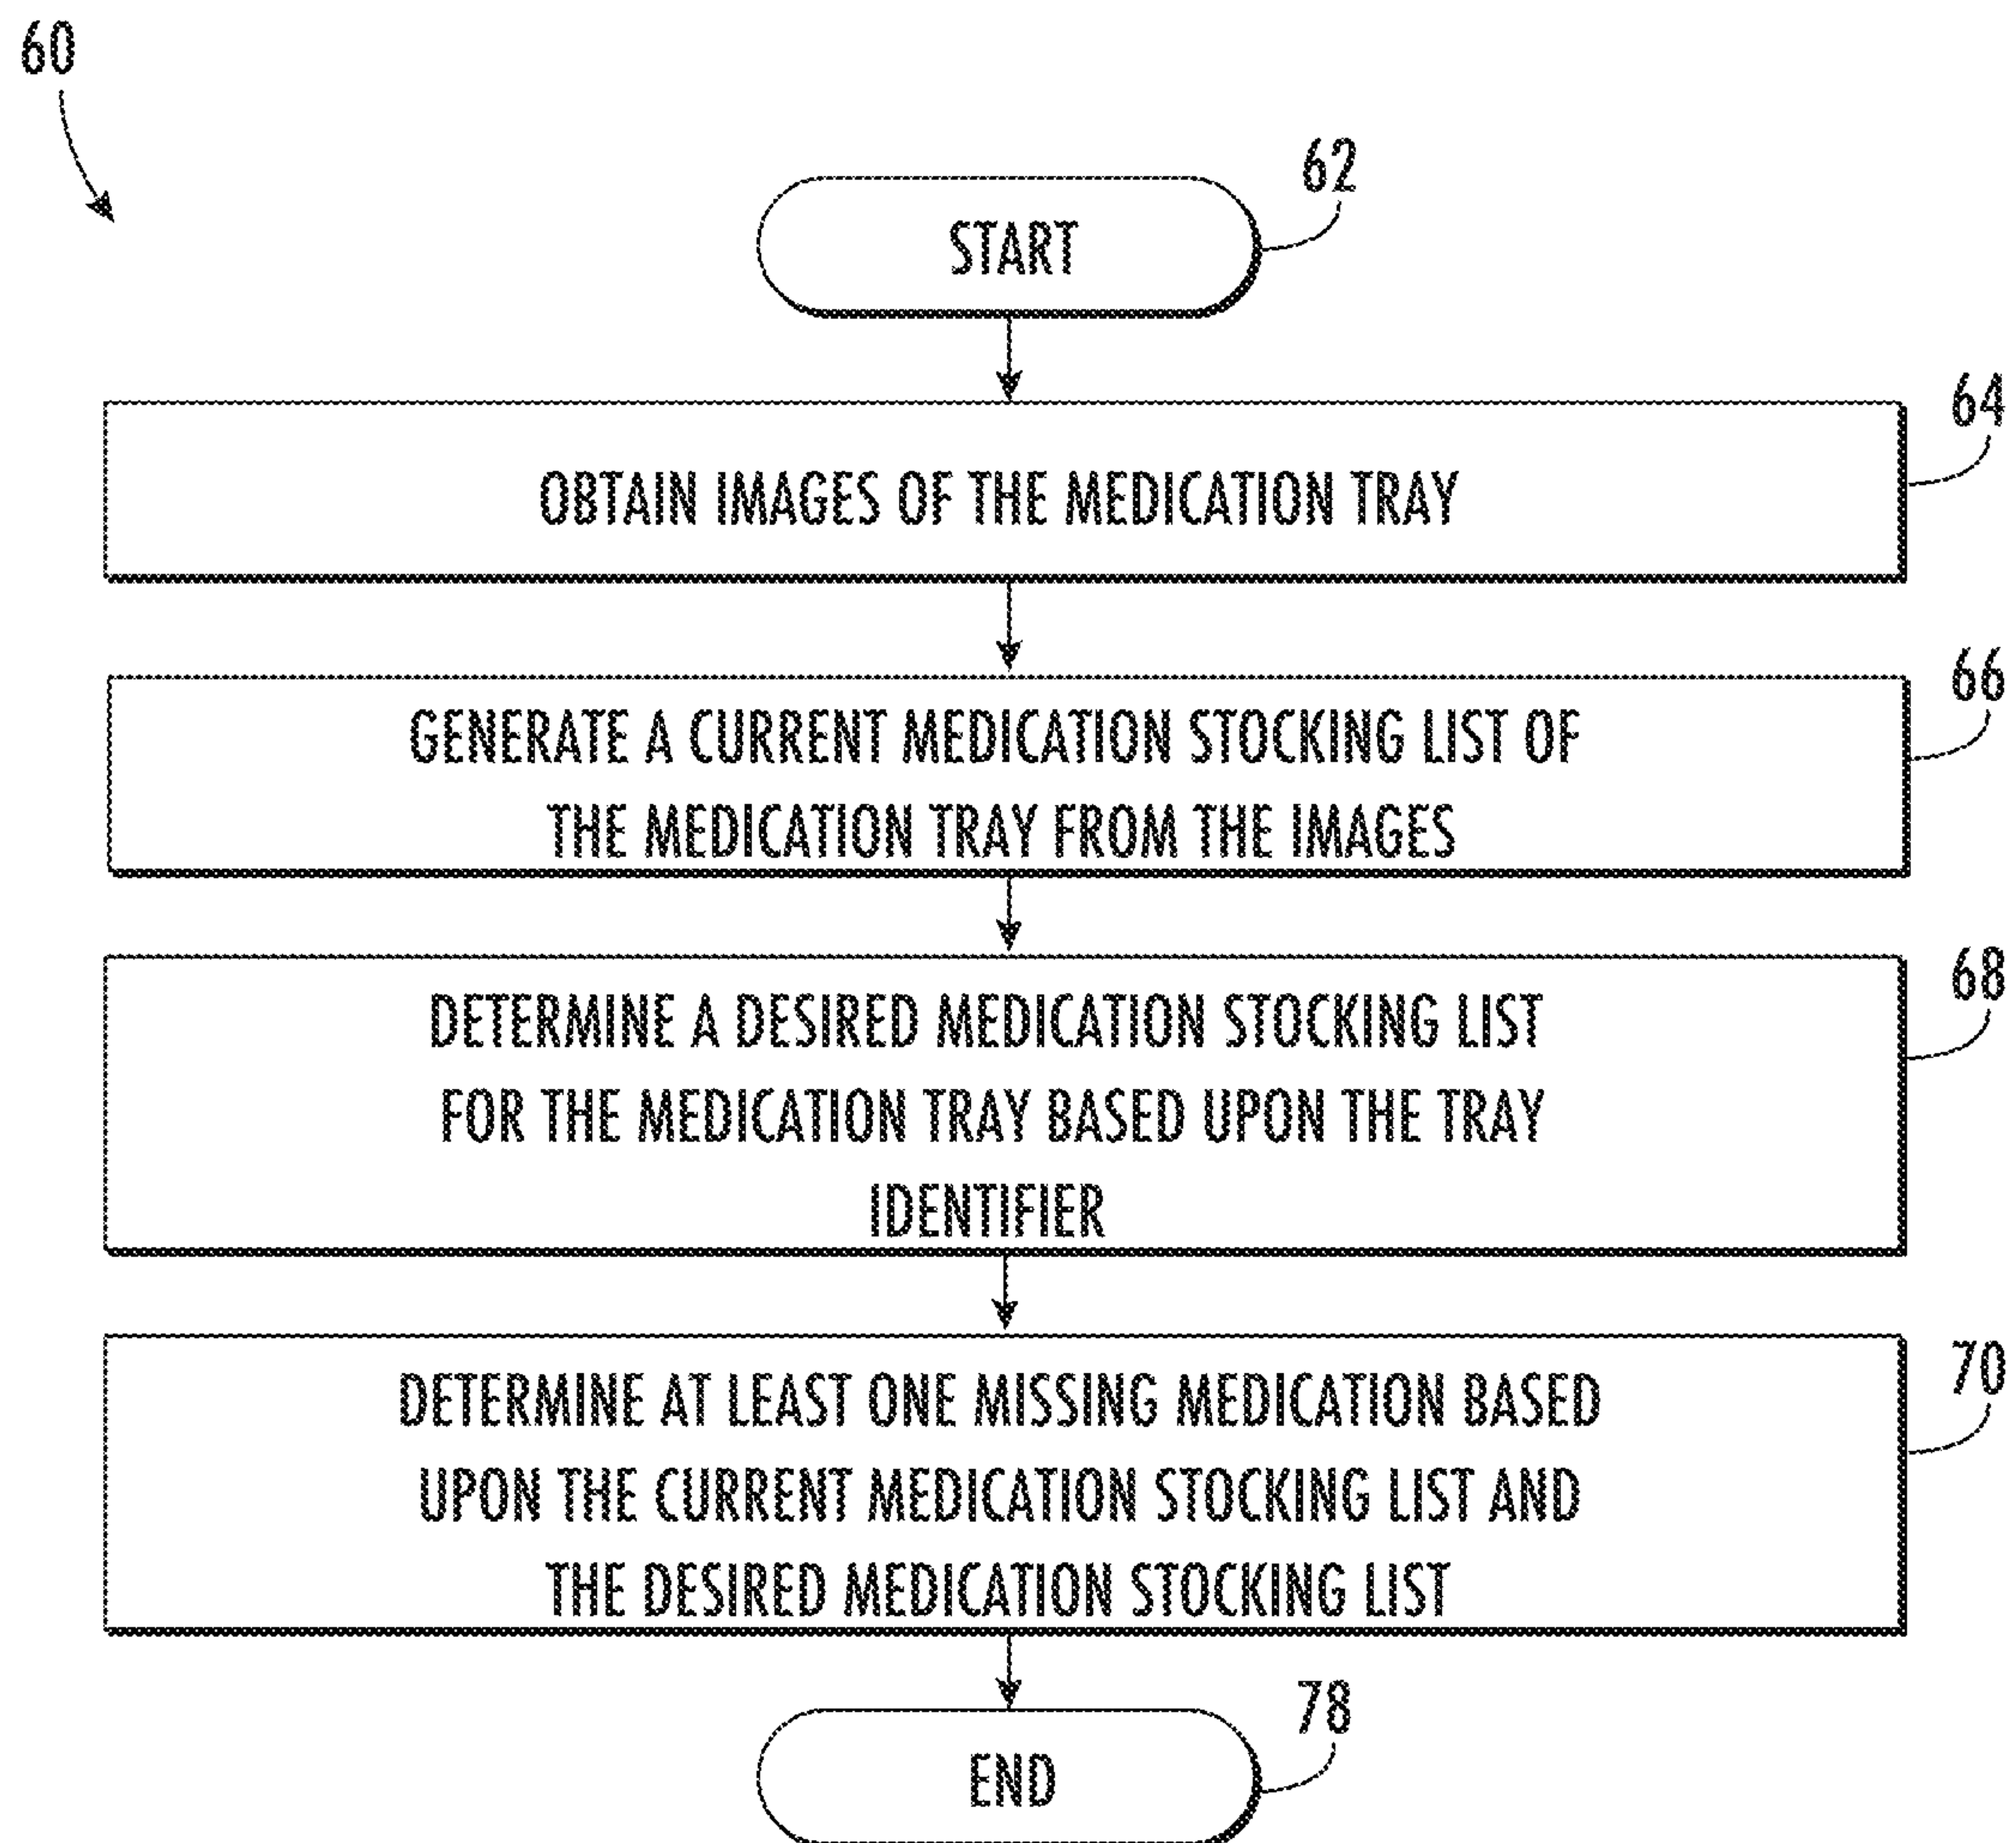 60
62
START
64
OBTAIN IMAGES OF THE MEDICATION TRAY
66
GENERATE A CURRENT MEDICATION STOCKING LIST OF
THE MEDICATION TRAY FROM THE IMAGES
68
DETERMINE A DESIRED MEDICATION STOCKING LIST
FOR THE MEDICATION TRAY BASED UPON THE TRAY
IDENTIFIER
70
DETERMINE AT LEAST ONE MISSING MEDICATION BASED
UPON THE CURRENT MEDICATION STOCKING LIST AND
THE DESIRED MEDICATION STOCKING LIST
78
END